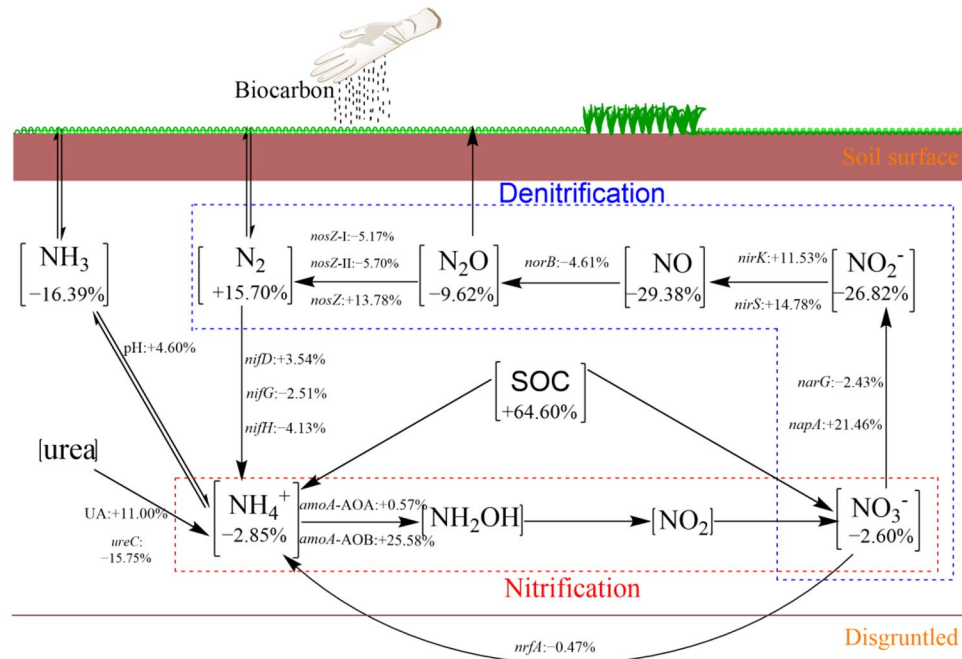 Biocarbon
Soil surface
Denitrification
NH₃
−16.39%
N₂
+15.70%
nosZ-I:−5.17%
nosZ-II:−5.70%
nosZ:+13.78%
N₂O
−9.62%
norB:−4.61%
NO
−29.38%
nirK:+11.53%
nirS:+14.78%
NO₂⁻
−26.82%
pH:+4.60%
nifD:+3.54%
nifG:−2.51%
nifH:−4.13%
SOC
+64.60%
narG:−2.43%
napA:+21.46%
[urea]
UA:+11.00%
ureC:
−15.75%
NH₄⁺
−2.85%
amoA-AOA:+0.57%
amoA-AOB:+25.58%
[NH₂OH]
[NO₂]
NO₃⁻
−2.60%
Nitrification
nrfA:−0.47%
Disgruntled